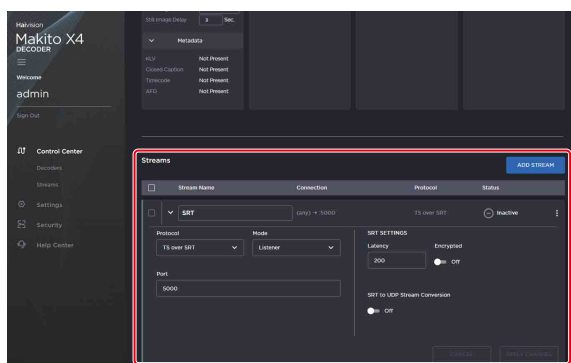 Haivision
Makito X4
DECODER
Welcome
admin
Sign Out
Control Center
Decoders
Streams
Settings
Security
Help Center
Still Image Delay 3 Sec.
Metadata
KLV Not Present
Closed Caption Not Present
Timecode Not Present
AFD Not Present
Streams
ADD STREAM
Stream Name Connection Protocol Status
SRT (any) → 5000 TS over SRT Inactive
Protocol Mode
TS over SRT Listener
Port
5000
SRT SETTINGS
Latency Encrypted
200 Off
SRT to UDP Stream Conversion
Off